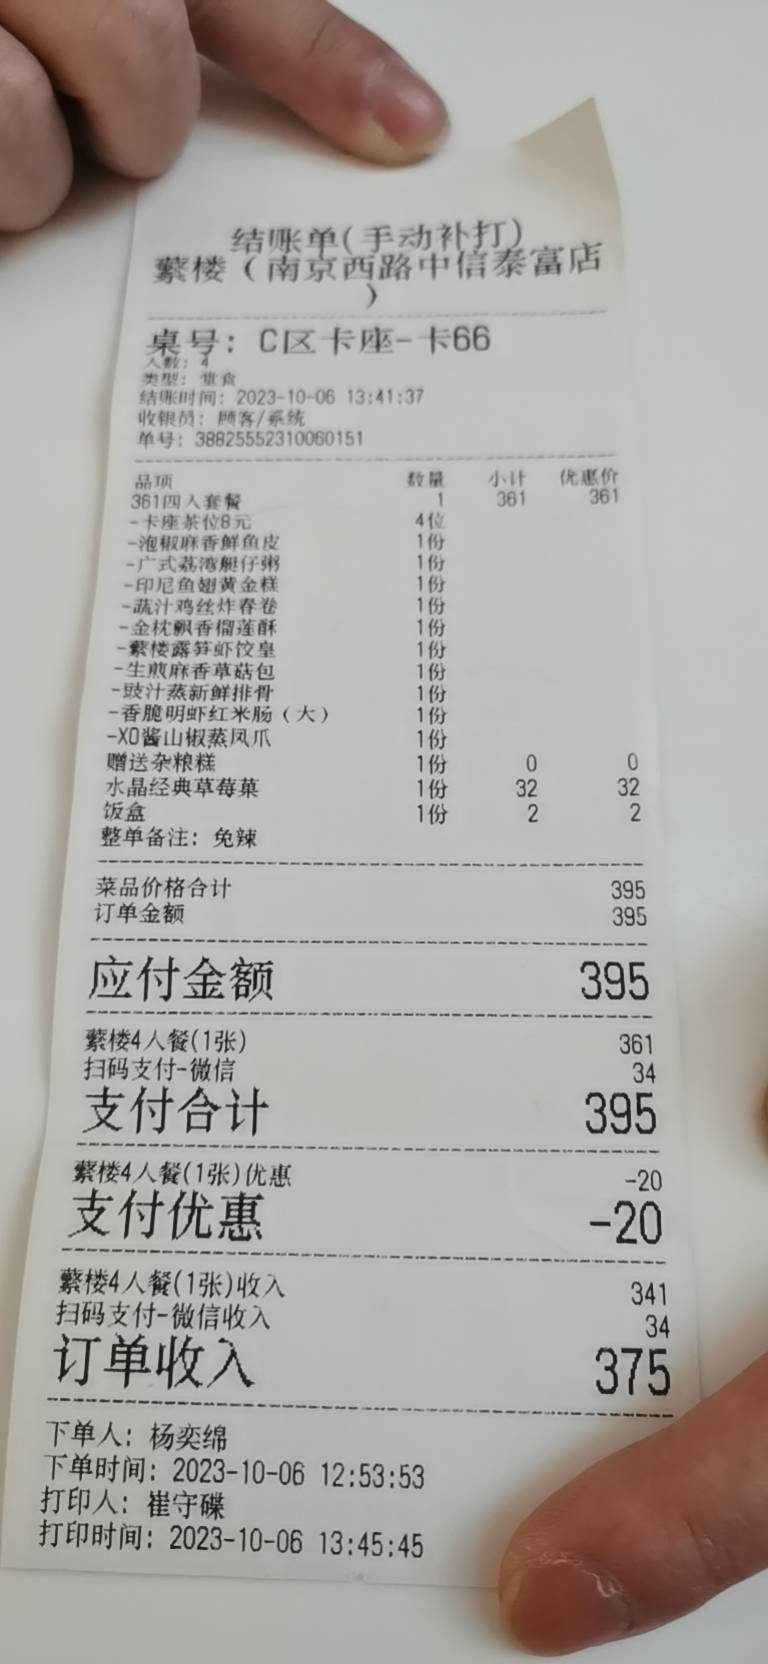 结账单(手动补打)
蘩楼（南京西路中信泰富店
）
桌号：C区卡座-卡66
人数：4
类型：堂食
结账时间：2023-10-06 13:41:37
收银员：顾客/系统
单号：38825552310060151
品项 数量 小计 优惠价
361四人套餐 1 361 361
-卡座茶位8元 4位
-泡椒麻香鲜鱼皮 1份
-广式荔湾艇仔粥 1份
-印尼鱼翅黄金糕 1份
-蔬汁鸡丝炸春卷 1份
-金枕飘香榴莲酥 1份
-蘩楼露笋虾饺皇 1份
-生煎麻香草菇包 1份
-豉汁蒸新鲜排骨 1份
-香脆明虾红米肠（大） 1份
-XO酱山椒蒸凤爪 1份
赠送杂粮糕 1份 0 0
水晶经典草莓菓 1份 32 32
饭盒 1份 2 2
整单备注：免辣
菜品价格合计 395
订单金额 395
应付金额 395
蘩楼4人餐(1张) 361
扫码支付-微信 34
支付合计 395
蘩楼4人餐(1张)优惠 -20
支付优惠 -20
蘩楼4人餐(1张)收入 341
扫码支付-微信收入 34
订单收入 375
下单人：杨奕绵
下单时间：2023-10-06 12:53:53
打印人：崔守碟
打印时间：2023-10-06 13:45:45